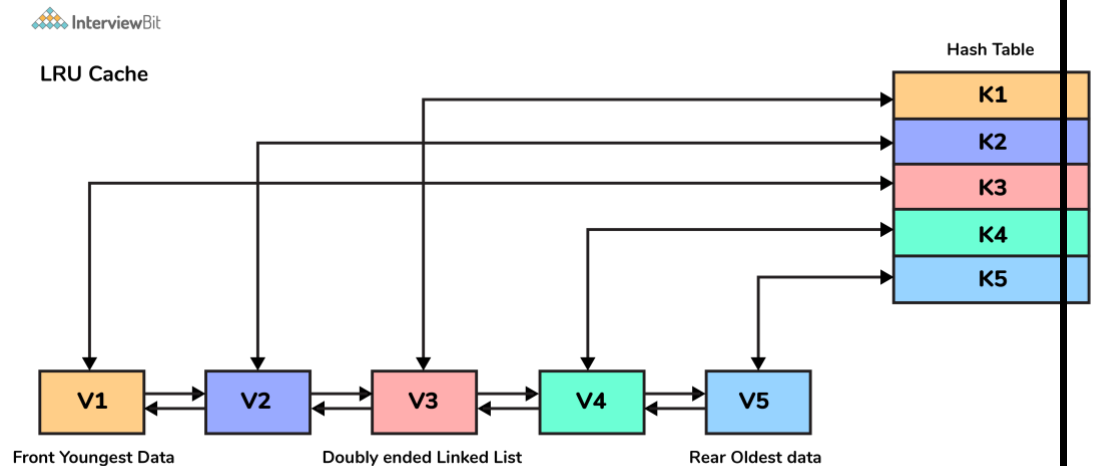 InterviewBit
LRU Cache
Hash Table
K1
K2
K3
K4
K5
V1 V2 V3 V4 V5
Front Youngest Data Doubly ended Linked List Rear Oldest data